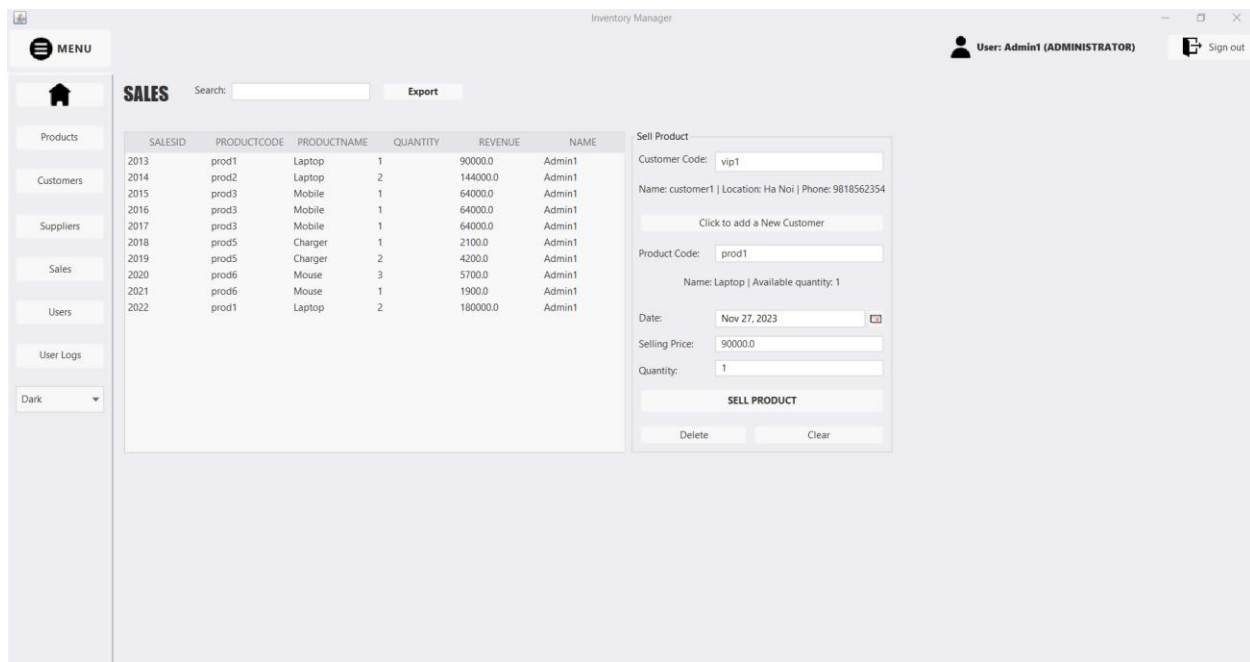 Inventory Manager
MENU
User: Admin1 (ADMINISTRATOR)
Sign out
Products
Customers
Suppliers
Sales
Users
User Logs
Dark
SALES
Search:
Export
SALESID PRODUCTCODE PRODUCTNAME QUANTITY REVENUE NAME
2013 prod1 Laptop 1 90000.0 Admin1
2014 prod2 Laptop 2 144000.0 Admin1
2015 prod3 Mobile 1 64000.0 Admin1
2016 prod3 Mobile 1 64000.0 Admin1
2017 prod3 Mobile 1 64000.0 Admin1
2018 prod5 Charger 1 2100.0 Admin1
2019 prod5 Charger 2 4200.0 Admin1
2020 prod6 Mouse 3 5700.0 Admin1
2021 prod6 Mouse 1 1900.0 Admin1
2022 prod1 Laptop 2 180000.0 Admin1
Sell Product
Customer Code: vip1
Name: customer1 | Location: Ha Noi | Phone: 9818562354
Click to add a New Customer
Product Code: prod1
Name: Laptop | Available quantity: 1
Date: Nov 27, 2023
Selling Price: 90000.0
Quantity: 1
SELL PRODUCT
Delete Clear